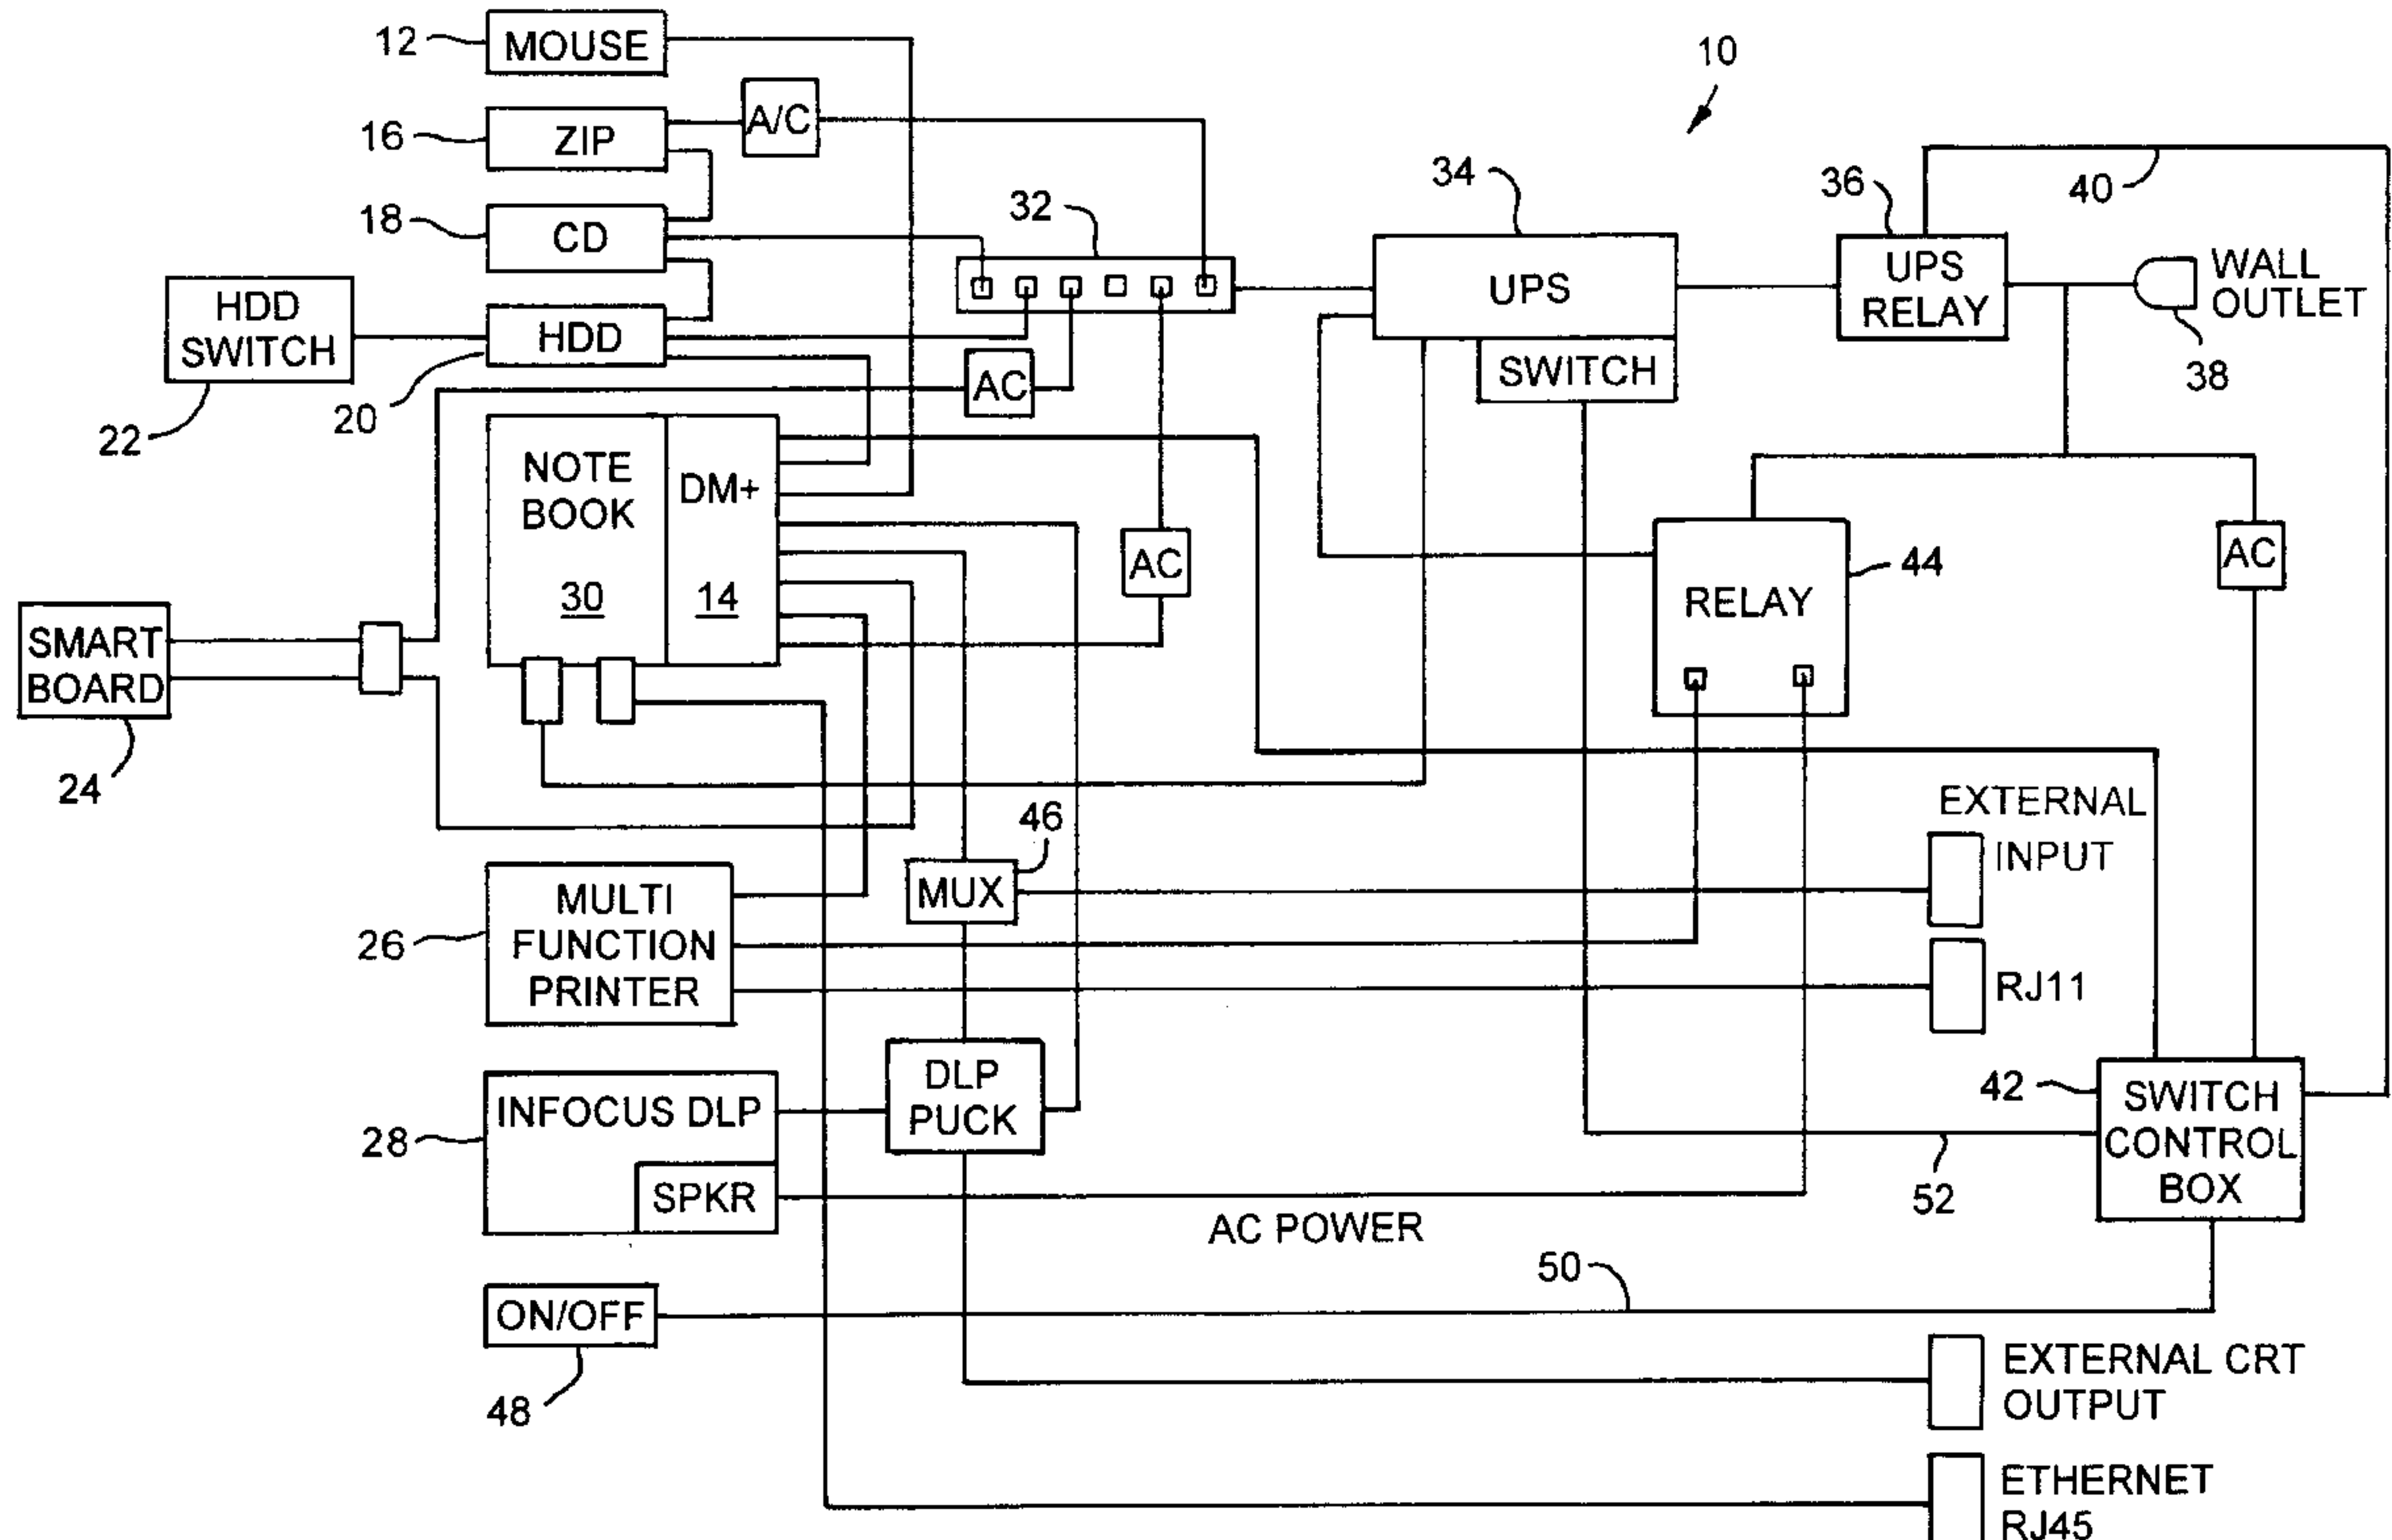 12
MOUSE
10
A/C
16
ZIP
34
36
40
18
CD
32
UPS
UPS
RELAY
WALL
OUTLET
38
HDD
SWITCH
HDD
SWITCH
AC
22
20
NOTE
BOOK
DM+
30
14
AC
44
AC
RELAY
SMART
BOARD
24
EXTERNAL
INPUT
46
MUX
MULTI
FUNCTION
PRINTER
26
RJ11
DLP
PUCK
42
SWITCH
CONTROL
BOX
INFOCUS DLP
28
SPKR
52
AC POWER
50
ON/OFF
48
EXTERNAL CRT
OUTPUT
ETHERNET
RJ45